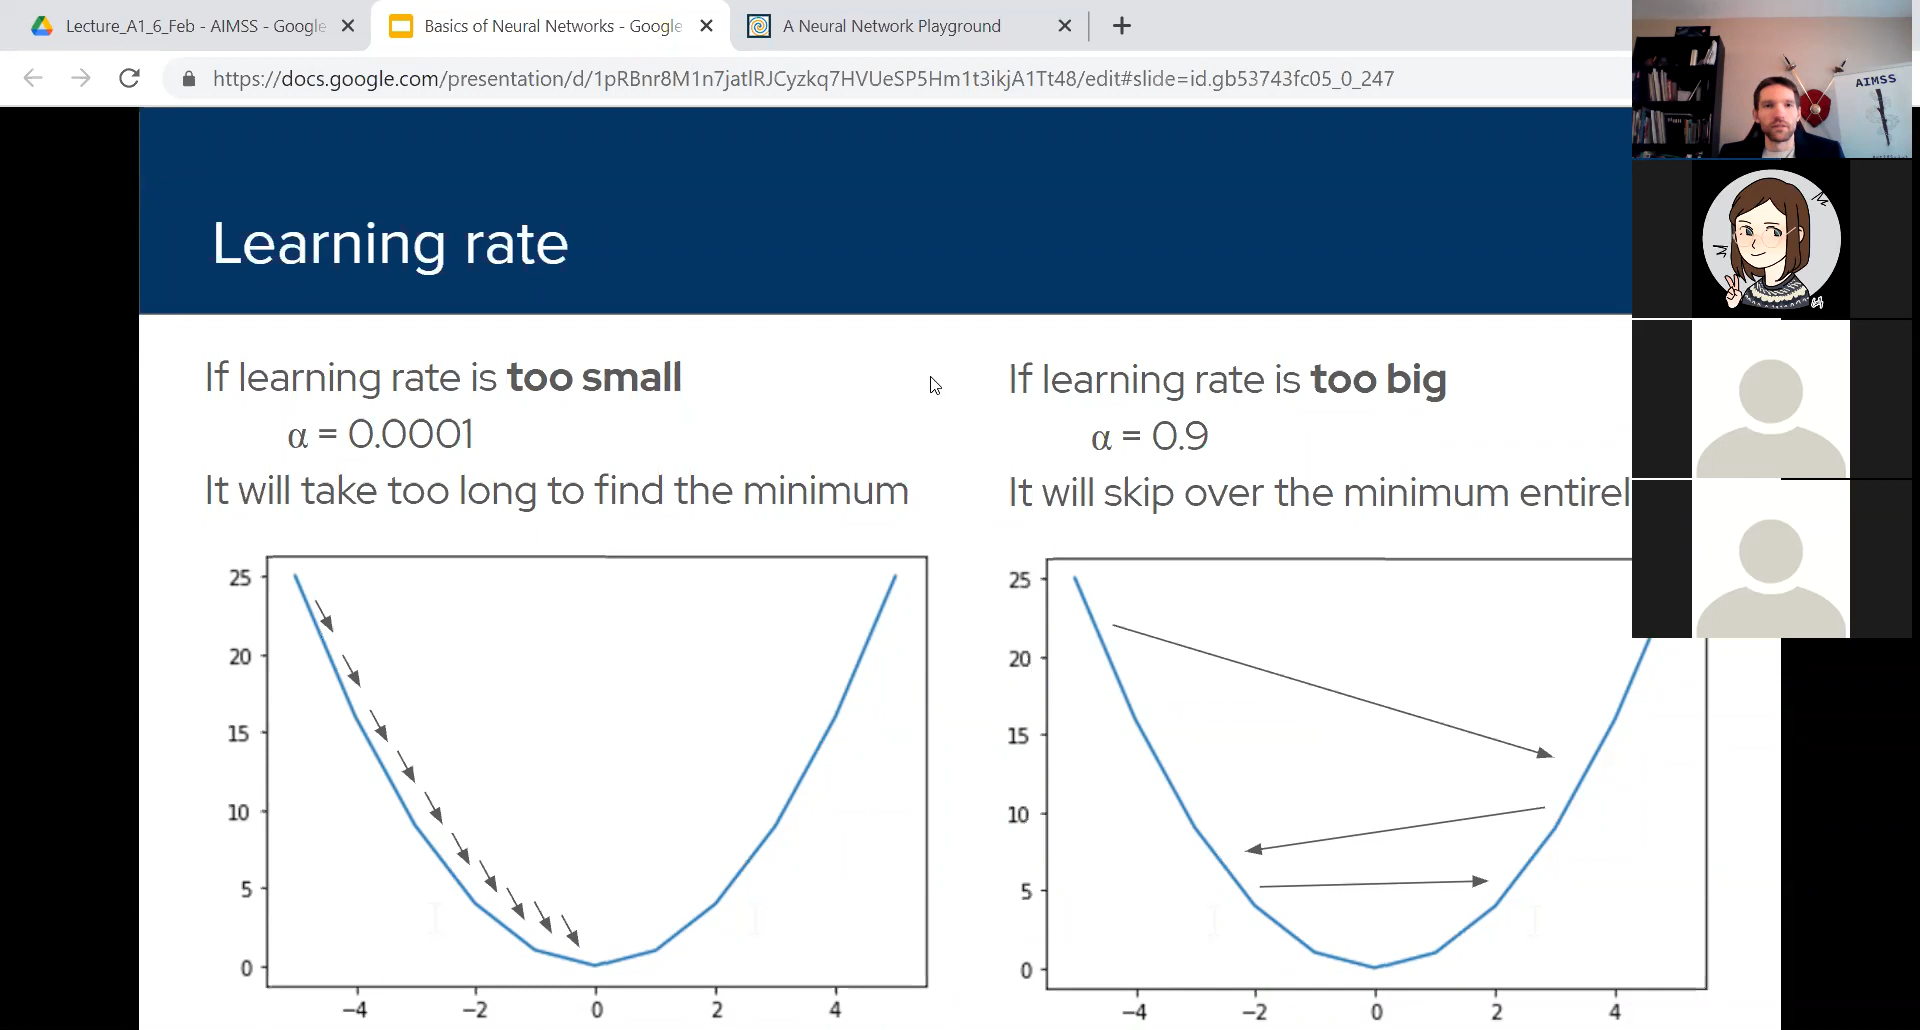 Lecture_A1_6_Feb - AIMSS - Google
Basics of Neural Networks - Google
A Neural Network Playground
https://docs.google.com/presentation/d/1pRBnr8M1n7jatlRJCyzkq7HVUeSP5Hm1t3ikjA1Tt48/edit#slide=id.gb53743fc05_0_247
AIMSS
Learning rate
If learning rate is too small
α = 0.0001
It will take too long to find the minimum
25
20
15
10
5
0
−4 −2 0 2 4
If learning rate is too big
α = 0.9
It will skip over the minimum entirel
25
20
15
10
5
0
−4 −2 0 2 4